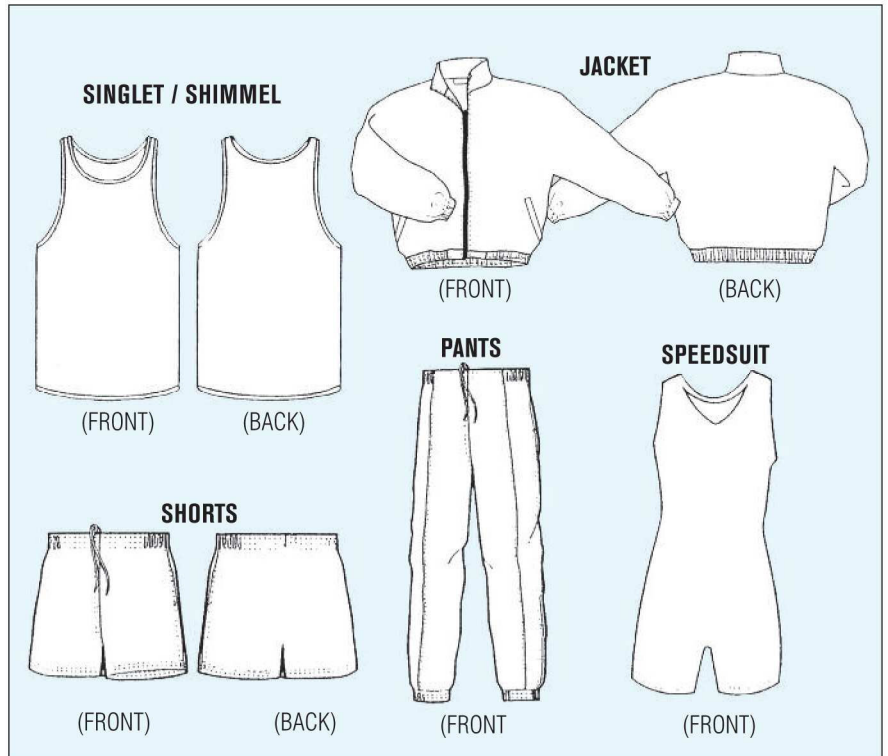 JACKET
SINGLET / SHIMMEL
(FRONT)
(BACK)
PANTS
SPEEDSUIT
(FRONT)
(BACK)
SHORTS
(FRONT)
(BACK)
(FRONT
(FRONT)